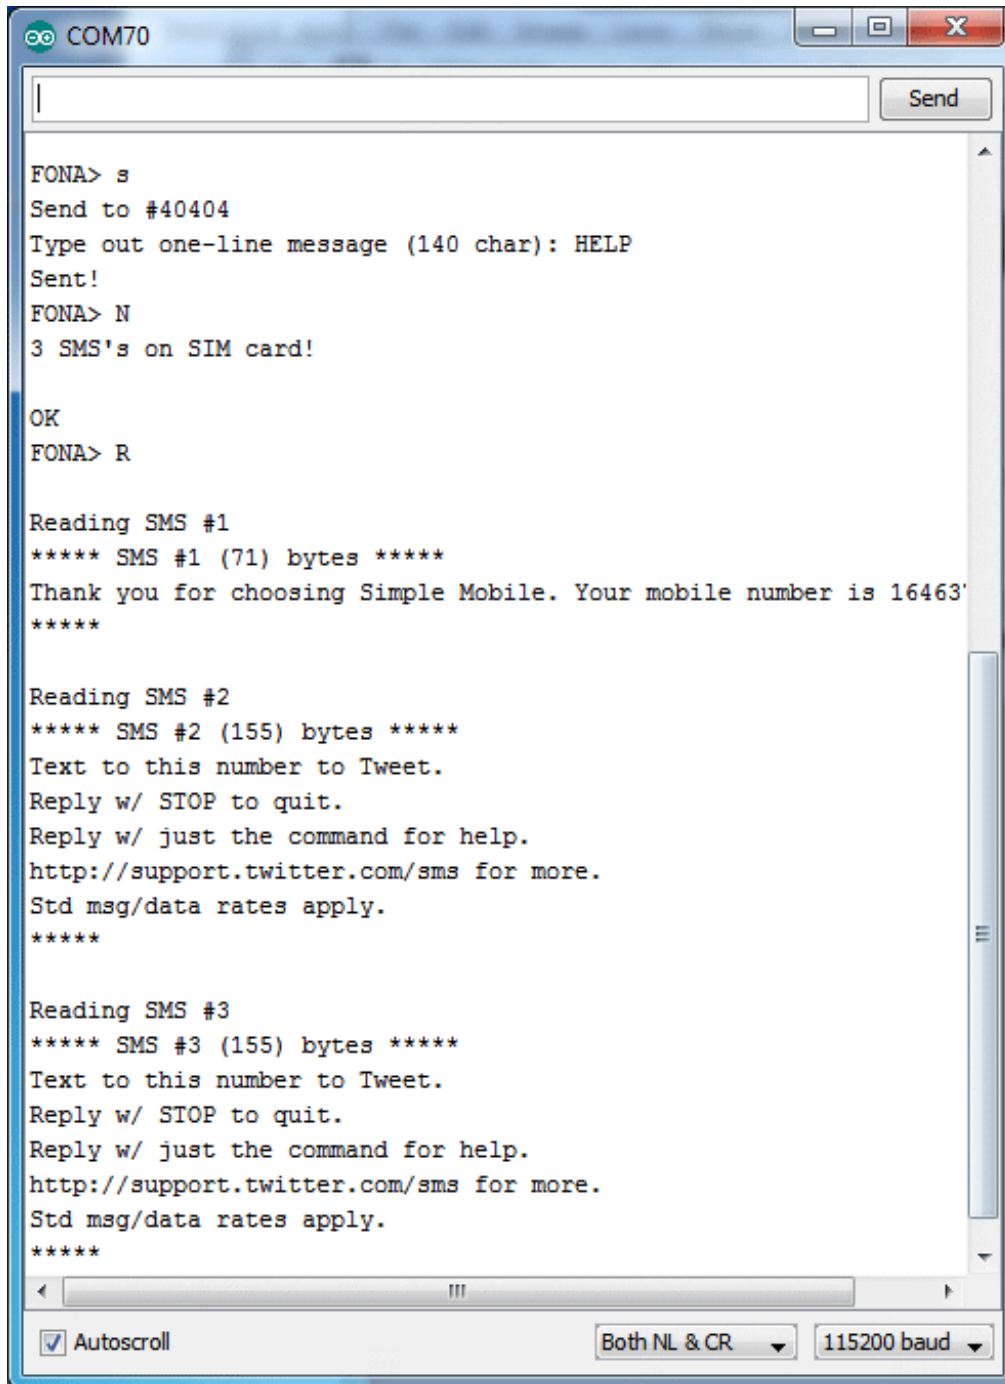 COM70
Send
FONA> s
Send to #40404
Type out one-line message (140 char): HELP
Sent!
FONA> N
3 SMS's on SIM card!
OK
FONA> R
Reading SMS #1
***** SMS #1 (71) bytes *****
Thank you for choosing Simple Mobile. Your mobile number is 16463
*****
Reading SMS #2
***** SMS #2 (155) bytes *****
Text to this number to Tweet.
Reply w/ STOP to quit.
Reply w/ just the command for help.
http://support.twitter.com/sms for more.
Std msg/data rates apply.
*****
Reading SMS #3
***** SMS #3 (155) bytes *****
Text to this number to Tweet.
Reply w/ STOP to quit.
Reply w/ just the command for help.
http://support.twitter.com/sms for more.
Std msg/data rates apply.
*****
Autoscroll
Both NL & CR
115200 baud